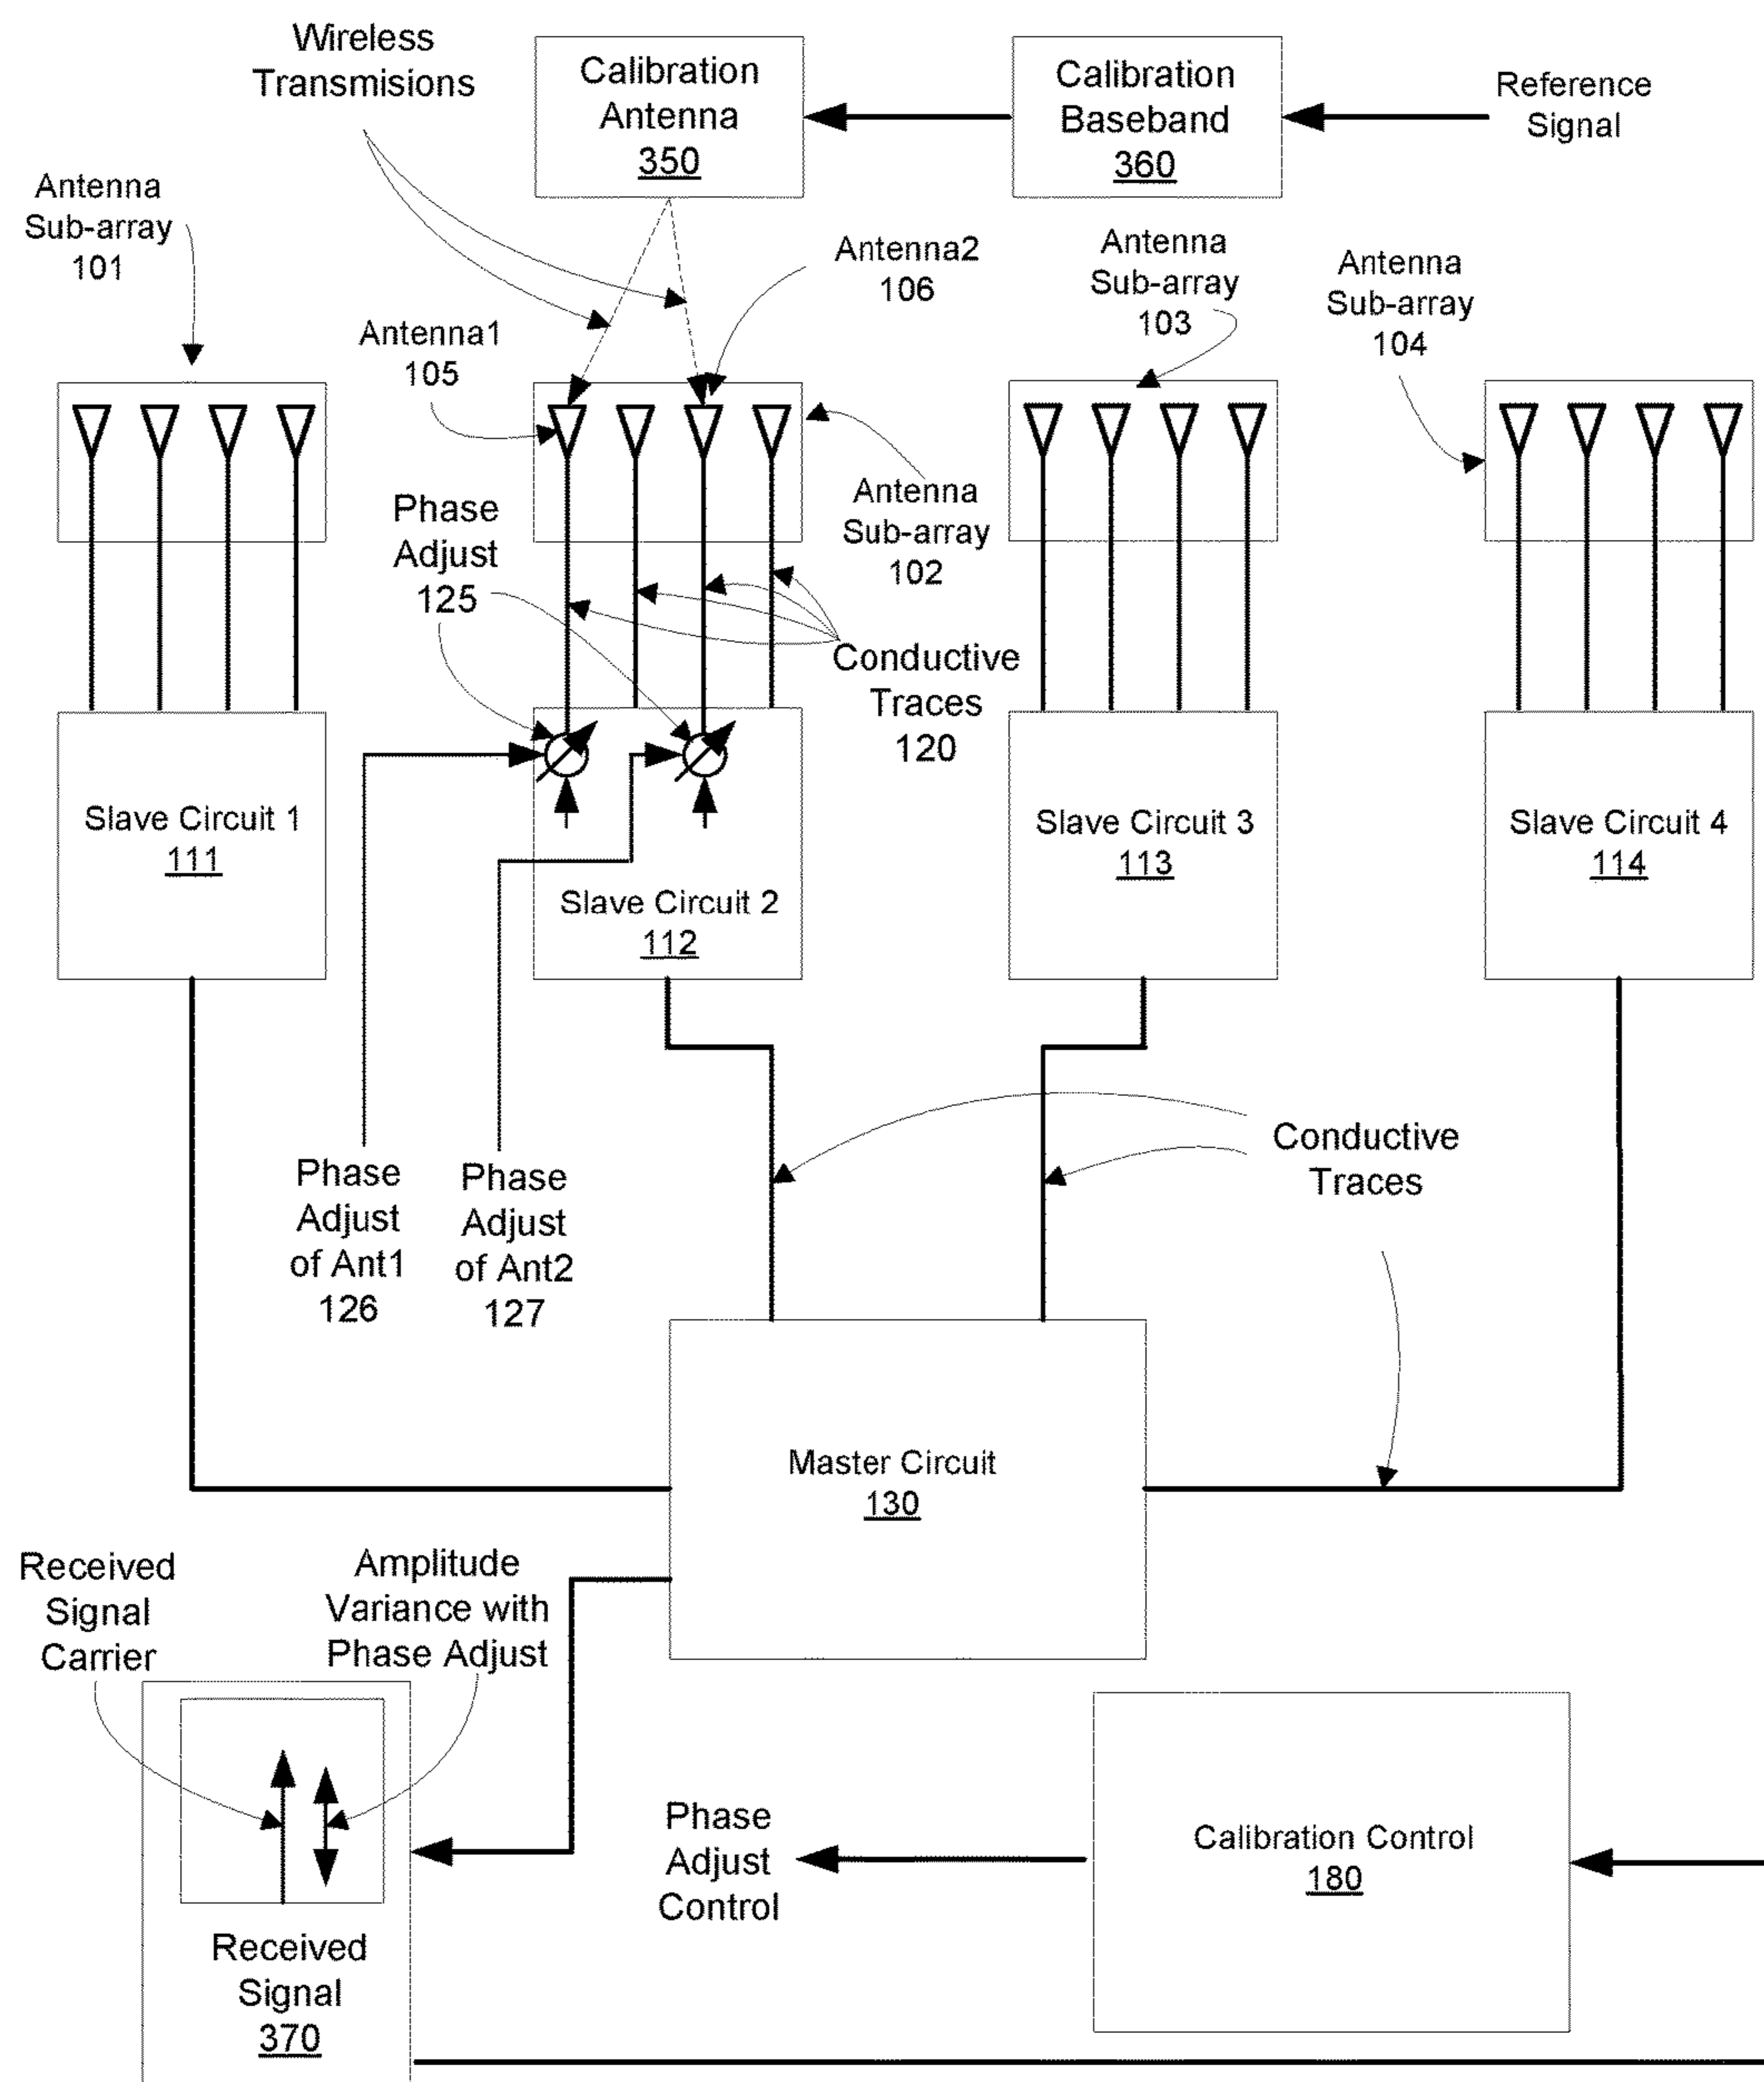 Wireless
Transmisions
Calibration
Antenna
350
Calibration
Baseband
360
Reference
Signal
Antenna
Sub-array
101
Antenna2
106
Antenna
Sub-array
103
Antenna
Sub-array
104
Antenna1
105
Phase
Adjust
125
Antenna
Sub-array
102
Conductive
Traces
120
Slave Circuit 1
111
Slave Circuit 2
112
Slave Circuit 3
113
Slave Circuit 4
114
Phase
Adjust
of Ant1
126
Phase
Adjust
of Ant2
127
Conductive
Traces
Master Circuit
130
Received
Signal
Carrier
Amplitude
Variance with
Phase Adjust
Phase
Adjust
Control
Calibration Control
180
Received
Signal
370